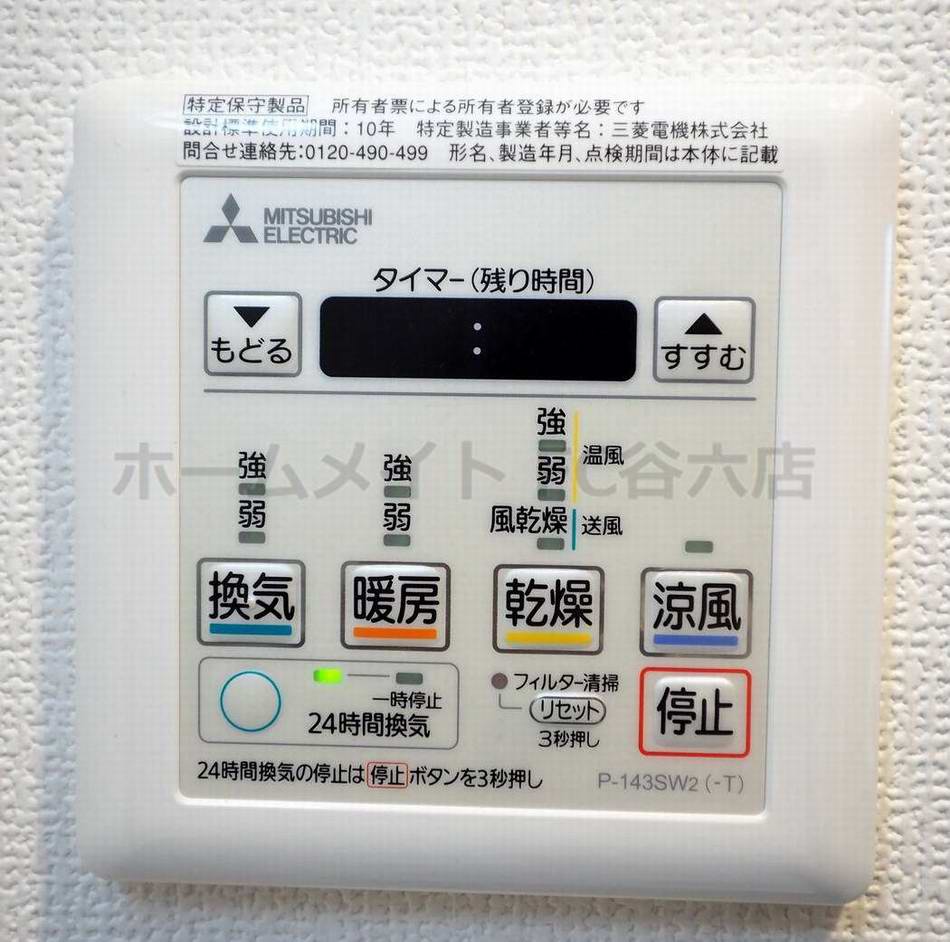 特定保守製品 所有者票による所有者登録が必要です
設計標準使用期間：10年 特定製造事業者等名：三菱電機株式会社
問合せ連絡先:0120-490-499 形名、製造年月、点検期間は本体に記載
MITSUBISHI
ELECTRIC
タイマー(残り時間)
▼
もどる
:
▲
すすむ
強
弱
強
弱
強
弱
温風
風乾燥
送風
ホームメイト
谷六店
換気
暖房
乾燥
涼風
一時停止
24時間換気
フィルター清掃
リセット
3秒押し
停止
24時間換気の停止は 停止 ボタンを3秒押し
P-143SW2(-T)